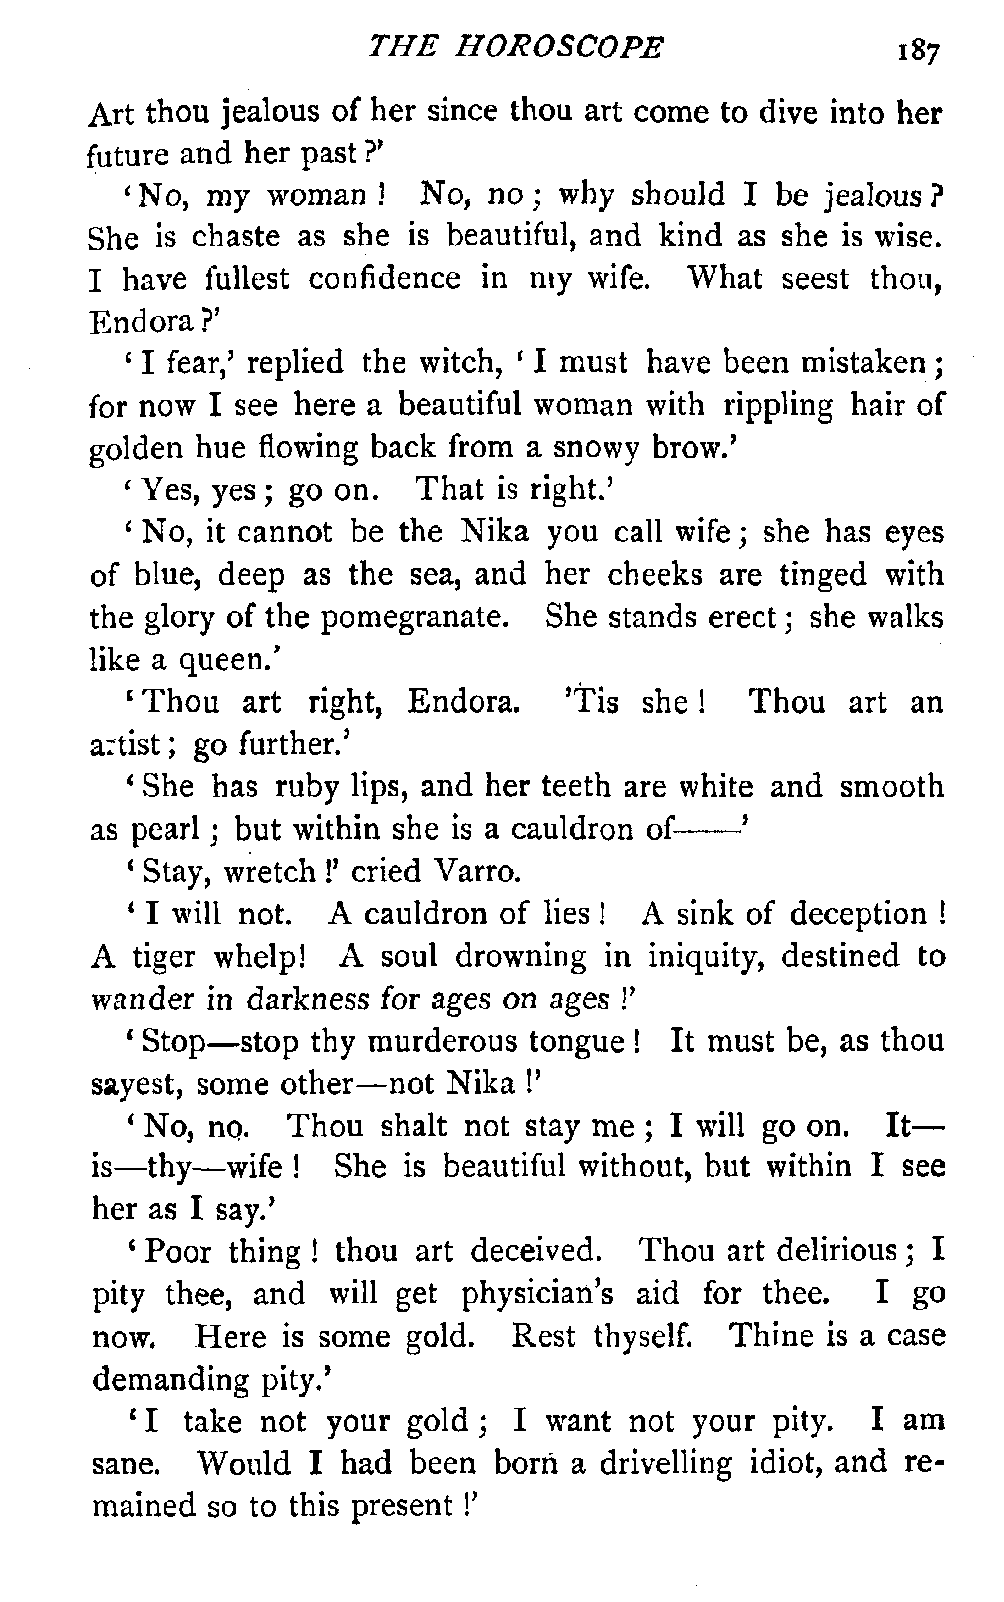 THE HOROSCOPE 187
Art thou jealous of her since thou art come to dive into her
future and her past?'
'No, my woman! No, no; why should I be jealous?
She is chaste as she is beautiful, and kind as she is wise.
I have fullest confidence in my wife. What seest thou,
Endora?'
'I fear,' replied the witch, 'I must have been mistaken;
for now I see here a beautiful woman with rippling hair of
golden hue flowing back from a snowy brow.'
'Yes, yes; go on. That is right.'
'No, it cannot be the Nika you call wife; she has eyes
of blue, deep as the sea, and her cheeks are tinged with
the glory of the pomegranate. She stands erect; she walks
like a queen.'
'Thou art right, Endora. 'Tis she! Thou art an
artist; go further.'
'She has ruby lips, and her teeth are white and smooth
as pearl; but within she is a cauldron of——'
'Stay, wretch!' cried Varro.
'I will not. A cauldron of lies! A sink of deception!
A tiger whelp! A soul drowning in iniquity, destined to
wander in darkness for ages on ages!'
'Stop—stop thy murderous tongue! It must be, as thou
sayest, some other—not Nika!'
'No, no. Thou shalt not stay me; I will go on. It—
is—thy—wife! She is beautiful without, but within I see
her as I say.'
'Poor thing! thou art deceived. Thou art delirious; I
pity thee, and will get physician's aid for thee. I go
now. Here is some gold. Rest thyself. Thine is a case
demanding pity.'
'I take not your gold; I want not your pity. I am
sane. Would I had been born a drivelling idiot, and re-
mained so to this present!'